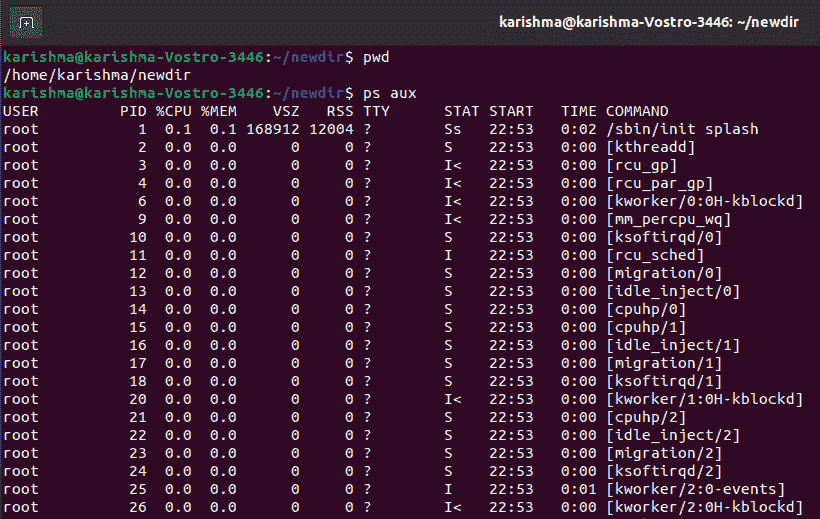 karishma@karishma-Vostro-3446: ~/newdir
karishma@karishma-Vostro-3446:~/newdir$ pwd
/home/karishma/newdir
karishma@karishma-Vostro-3446:~/newdir$ ps aux
USER         PID %CPU %MEM    VSZ   RSS TTY      STAT START   TIME COMMAND
root           1  0.1  0.1 168912 12004 ?        Ss   22:53   0:02 /sbin/init splash
root           2  0.0  0.0      0     0 ?        S    22:53   0:00 [kthreadd]
root           3  0.0  0.0      0     0 ?        I<   22:53   0:00 [rcu_gp]
root           4  0.0  0.0      0     0 ?        I<   22:53   0:00 [rcu_par_gp]
root           6  0.0  0.0      0     0 ?        I<   22:53   0:00 [kworker/0:0H-kblockd]
root           9  0.0  0.0      0     0 ?        I<   22:53   0:00 [mm_percpu_wq]
root          10  0.0  0.0      0     0 ?        S    22:53   0:00 [ksoftirqd/0]
root          11  0.0  0.0      0     0 ?        I    22:53   0:00 [rcu_sched]
root          12  0.0  0.0      0     0 ?        S    22:53   0:00 [migration/0]
root          13  0.0  0.0      0     0 ?        S    22:53   0:00 [idle_inject/0]
root          14  0.0  0.0      0     0 ?        S    22:53   0:00 [cpuhp/0]
root          15  0.0  0.0      0     0 ?        S    22:53   0:00 [cpuhp/1]
root          16  0.0  0.0      0     0 ?        S    22:53   0:00 [idle_inject/1]
root          17  0.0  0.0      0     0 ?        S    22:53   0:00 [migration/1]
root          18  0.0  0.0      0     0 ?        S    22:53   0:00 [ksoftirqd/1]
root          20  0.0  0.0      0     0 ?        I<   22:53   0:00 [kworker/1:0H-kblockd]
root          21  0.0  0.0      0     0 ?        S    22:53   0:00 [cpuhp/2]
root          22  0.0  0.0      0     0 ?        S    22:53   0:00 [idle_inject/2]
root          23  0.0  0.0      0     0 ?        S    22:53   0:00 [migration/2]
root          24  0.0  0.0      0     0 ?        S    22:53   0:00 [ksoftirqd/2]
root          25  0.0  0.0      0     0 ?        I    22:53   0:01 [kworker/2:0-events]
root          26  0.0  0.0      0     0 ?        I<   22:53   0:00 [kworker/2:0H-kblockd]